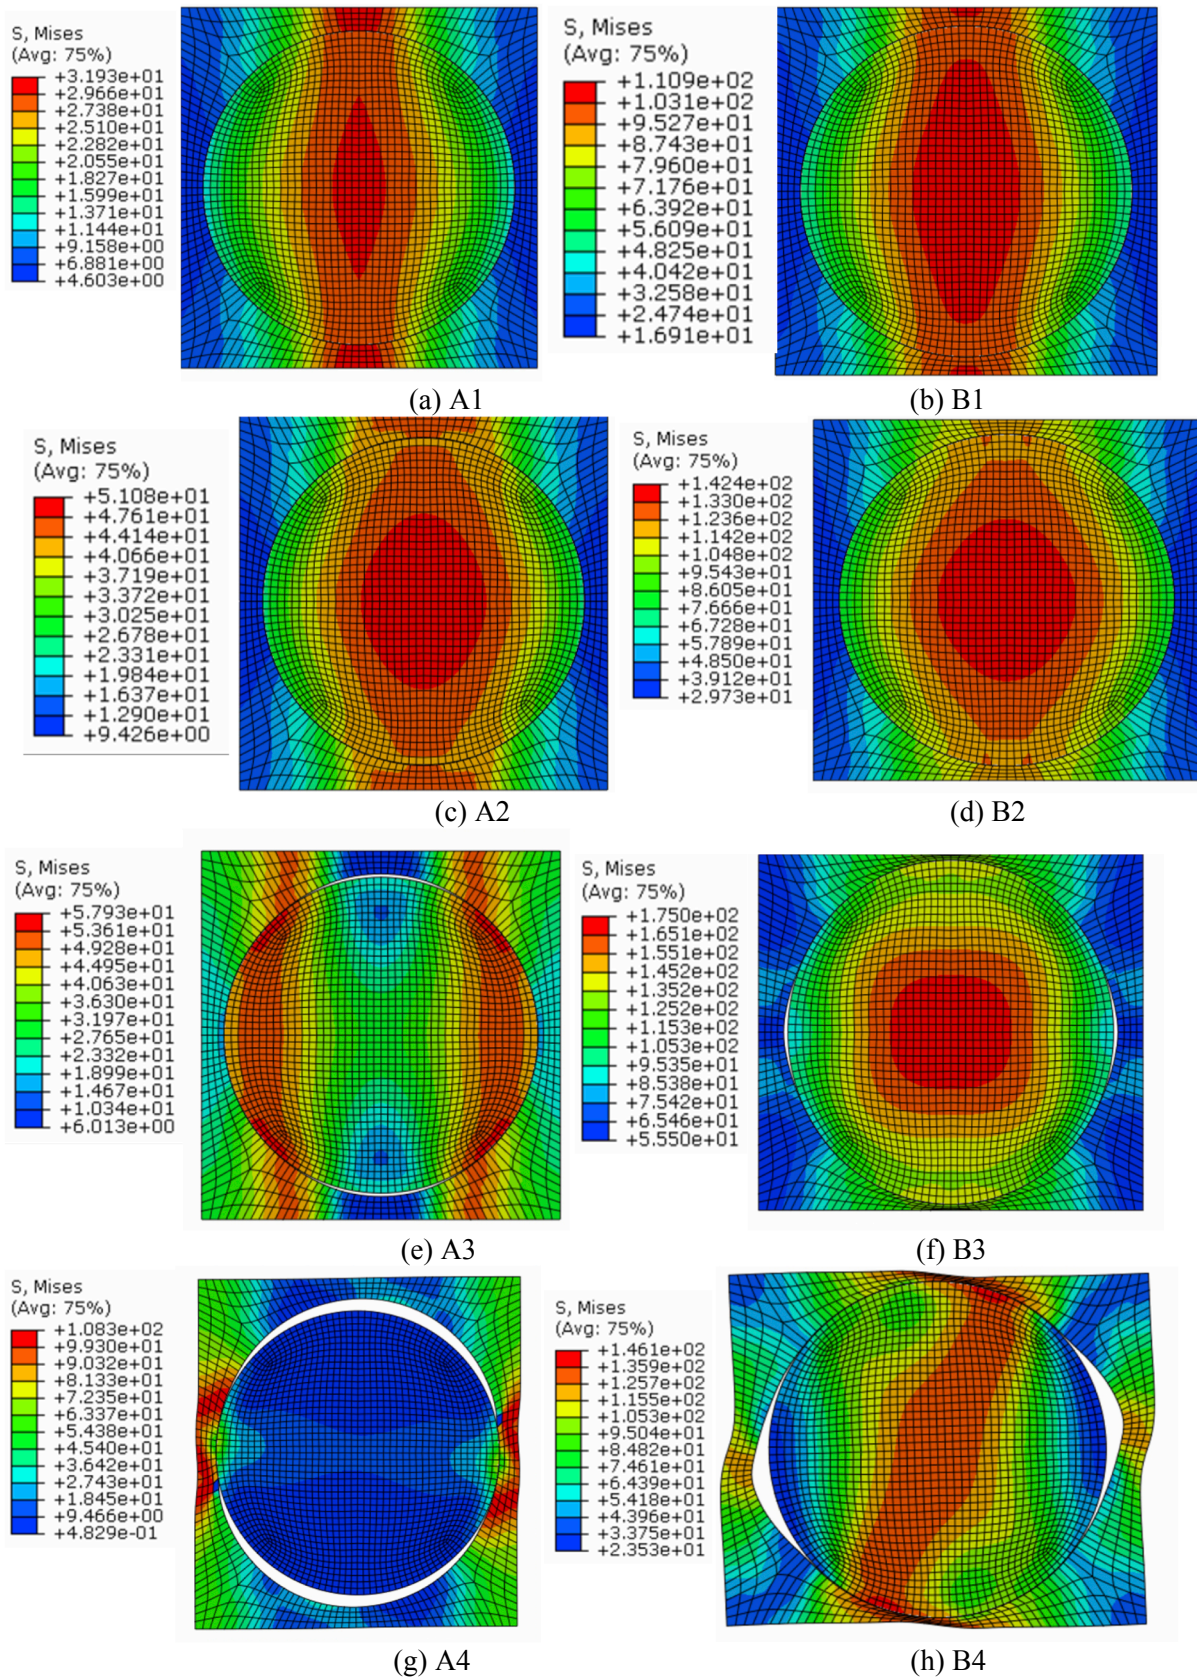 S, Mises
(Avg: 75%)
+3.193e+01
+2.966e+01
+2.738e+01
+2.510e+01
+2.282e+01
+2.055e+01
+1.827e+01
+1.599e+01
+1.371e+01
+1.144e+01
+9.158e+00
+6.881e+00
+4.603e+00
(a) A1
S, Mises
(Avg: 75%)
+1.109e+02
+1.031e+02
+9.527e+01
+8.743e+01
+7.960e+01
+7.176e+01
+6.392e+01
+5.609e+01
+4.825e+01
+4.042e+01
+3.258e+01
+2.474e+01
+1.691e+01
(b) B1
S, Mises
(Avg: 75%)
+5.108e+01
+4.761e+01
+4.414e+01
+4.066e+01
+3.719e+01
+3.372e+01
+3.025e+01
+2.678e+01
+2.331e+01
+1.984e+01
+1.637e+01
+1.290e+01
+9.426e+00
(c) A2
S, Mises
(Avg: 75%)
+1.424e+02
+1.330e+02
+1.236e+02
+1.142e+02
+1.048e+02
+9.543e+01
+8.605e+01
+7.666e+01
+6.728e+01
+5.789e+01
+4.850e+01
+3.912e+01
+2.973e+01
(d) B2
S, Mises
(Avg: 75%)
+5.793e+01
+5.361e+01
+4.928e+01
+4.495e+01
+4.063e+01
+3.630e+01
+3.197e+01
+2.765e+01
+2.332e+01
+1.899e+01
+1.467e+01
+1.034e+01
+6.013e+00
(e) A3
S, Mises
(Avg: 75%)
+1.750e+02
+1.651e+02
+1.551e+02
+1.452e+02
+1.352e+02
+1.252e+02
+1.153e+02
+1.053e+02
+9.535e+01
+8.538e+01
+7.542e+01
+6.546e+01
+5.550e+01
(f) B3
S, Mises
(Avg: 75%)
+1.083e+02
+9.930e+01
+9.032e+01
+8.133e+01
+7.235e+01
+6.337e+01
+5.438e+01
+4.540e+01
+3.642e+01
+2.743e+01
+1.845e+01
+9.466e+00
+4.829e-01
(g) A4
S, Mises
(Avg: 75%)
+1.461e+02
+1.359e+02
+1.257e+02
+1.155e+02
+1.053e+02
+9.504e+01
+8.482e+01
+7.461e+01
+6.439e+01
+5.418e+01
+4.396e+01
+3.375e+01
+2.353e+01
(h) B4